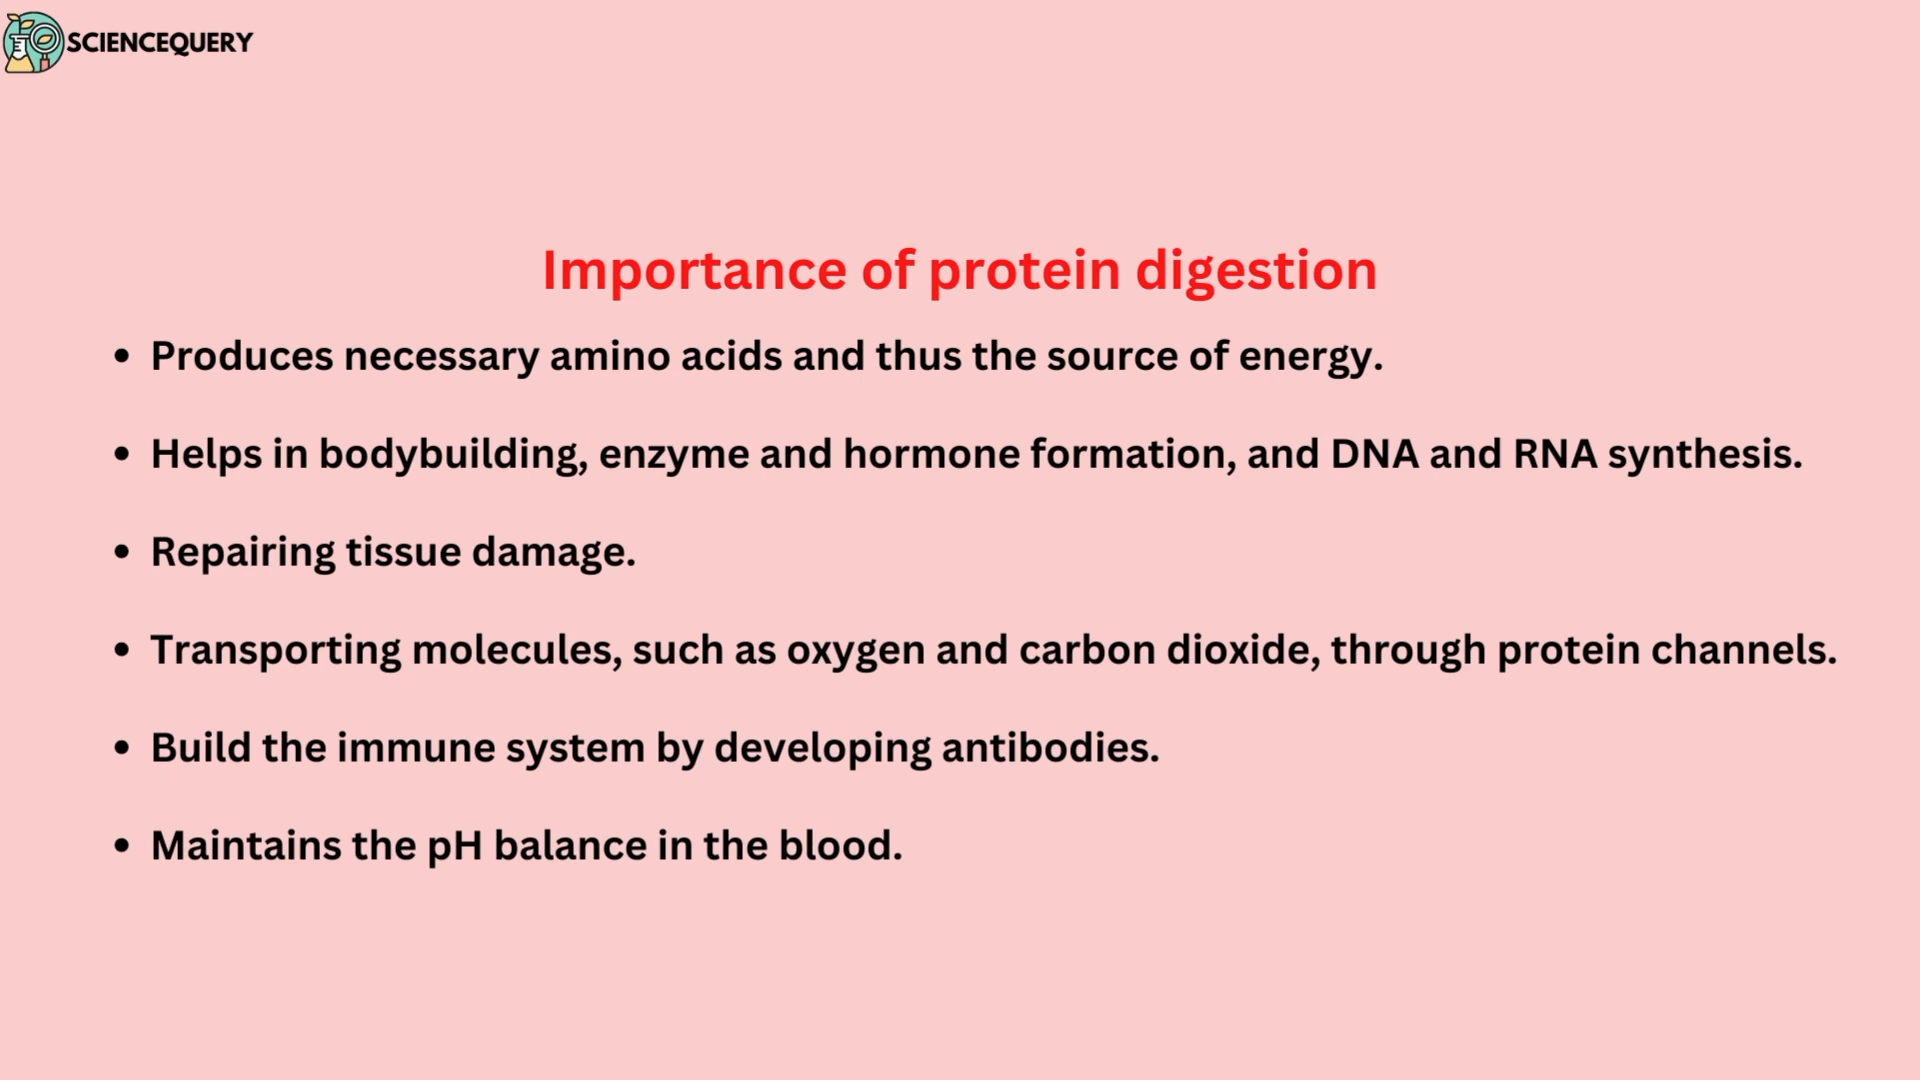 SCIENCEQUERY
Importance of protein digestion
• Produces necessary amino acids and thus the source of energy.
• Helps in bodybuilding, enzyme and hormone formation, and DNA and RNA synthesis.
• Repairing tissue damage.
• Transporting molecules, such as oxygen and carbon dioxide, through protein channels.
• Build the immune system by developing antibodies.
• Maintains the pH balance in the blood.